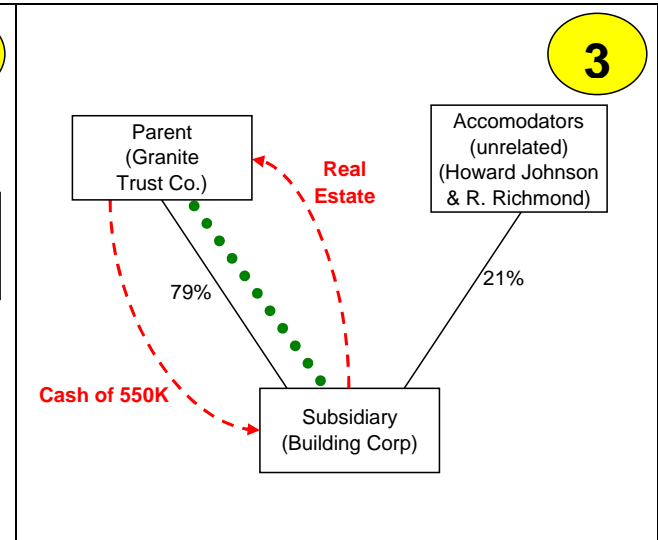 3
Parent
(Granite
Trust Co.)
Accomodators
(unrelated)
(Howard Johnson
& R. Richmond)
Real
Estate
79%
21%
Cash of 550K
Subsidiary
(Building Corp)